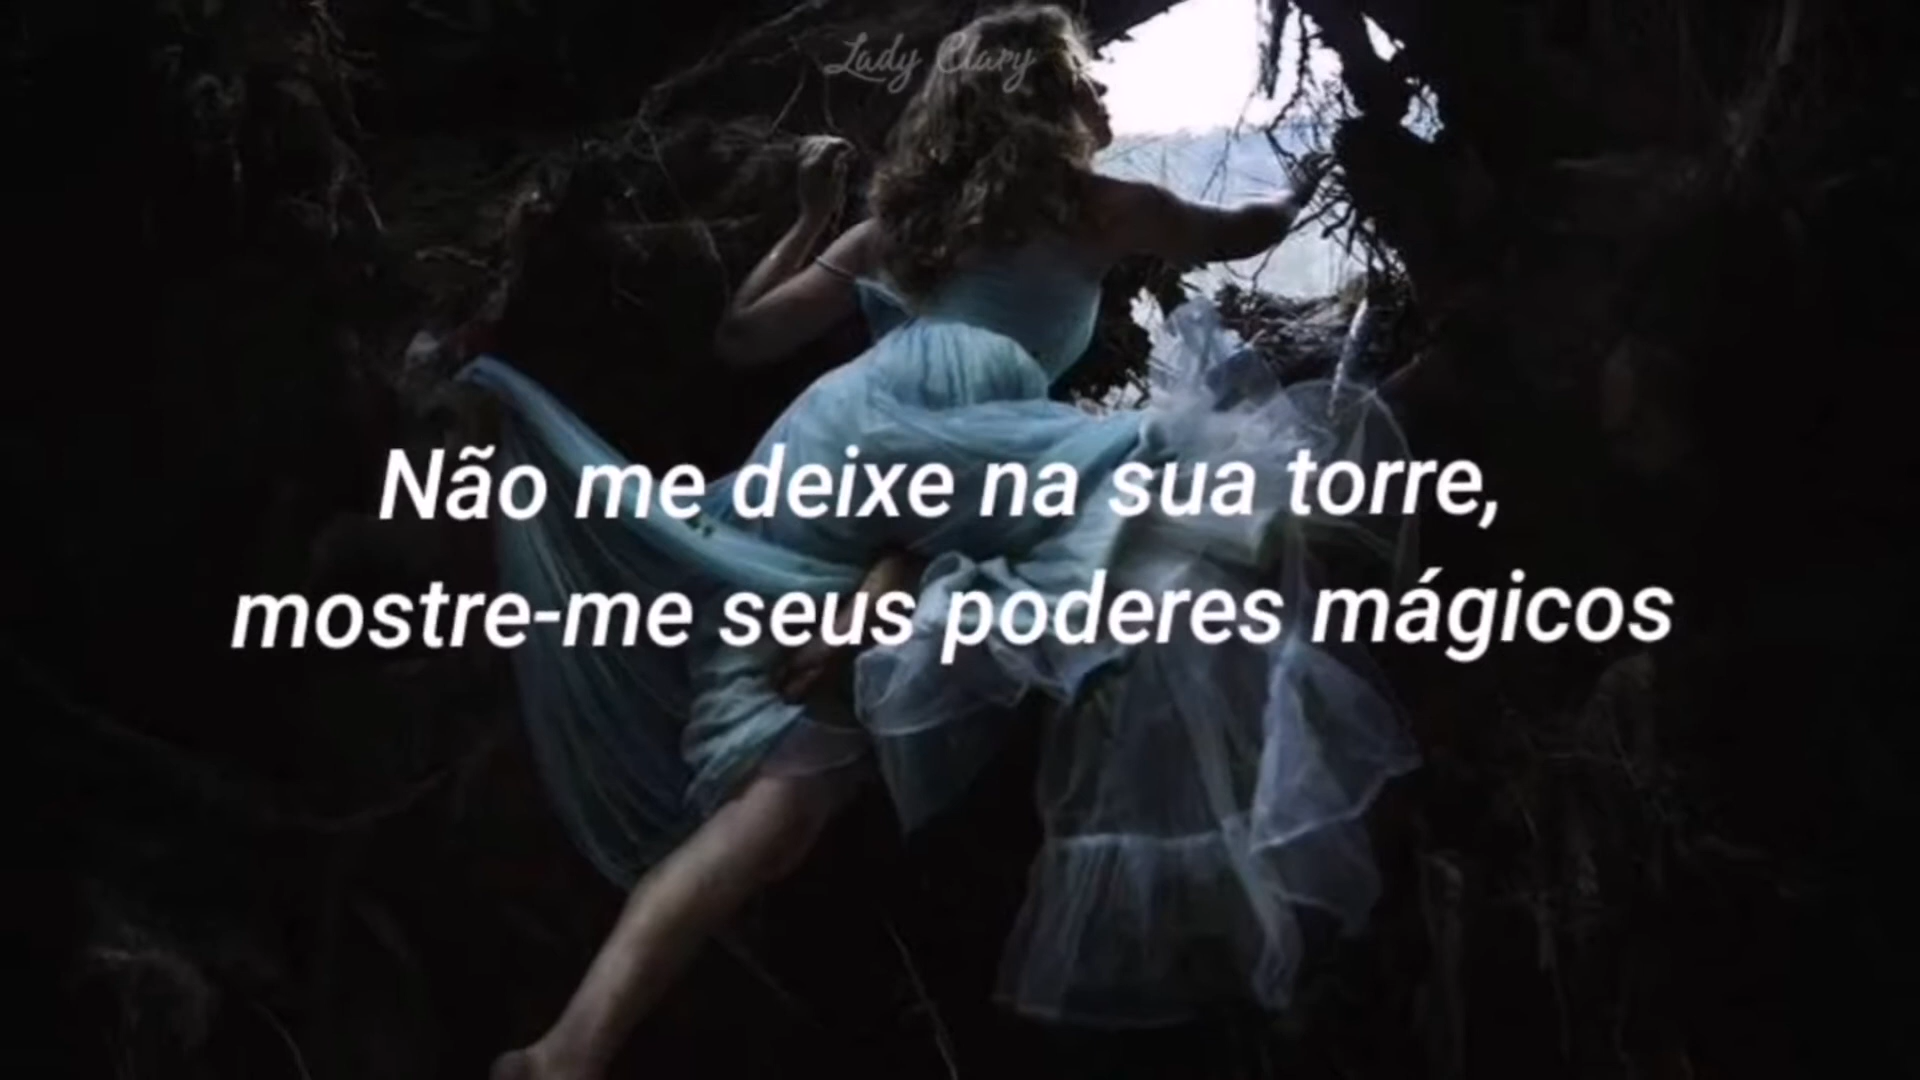 Lady Clary
Não me deixe na sua torre,
mostre-me seus poderes mágicos